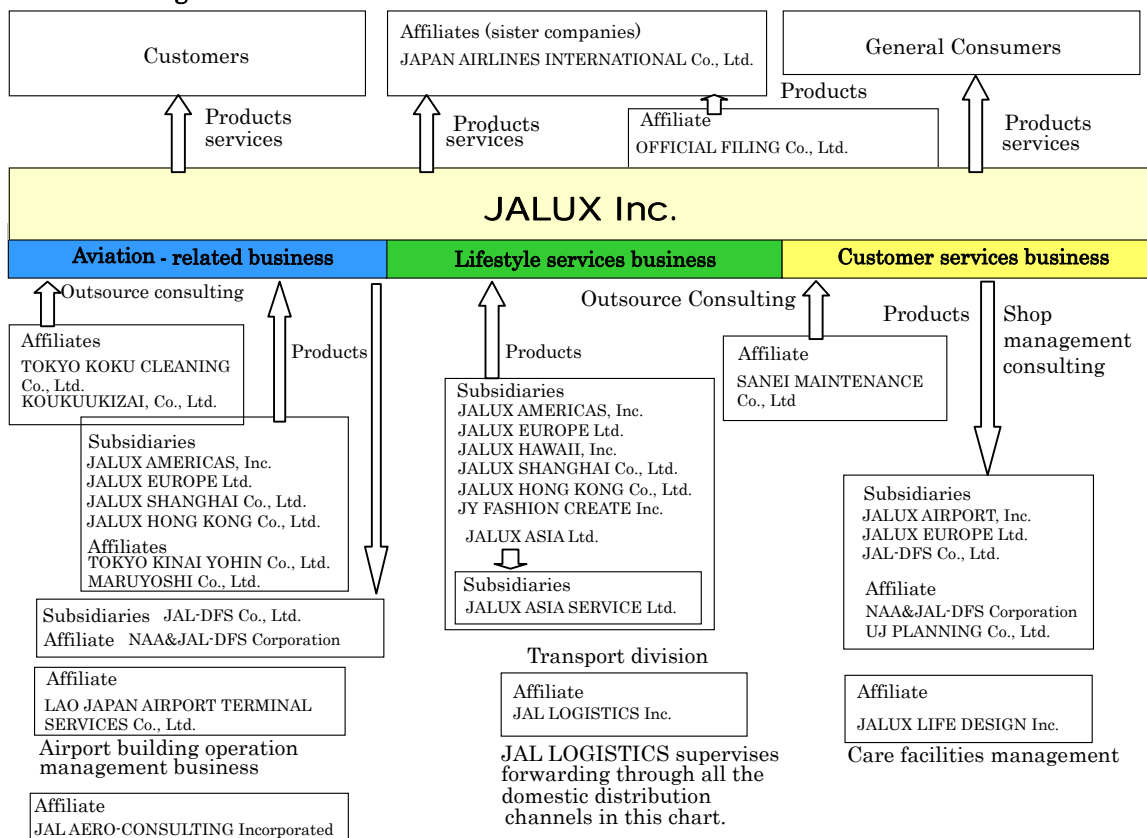 Customers
Affiliates (sister companies)
JAPAN AIRLINES INTERNATIONAL Co., Ltd.
General Consumers
Products
services
Products
services
Products
Affiliate
OFFICIAL FILING Co., Ltd.
Products
services
JALUX Inc.
Aviation - related business
Lifestyle services business
Customer services business
Outsource consulting
Affiliates
TOKYO KOKU CLEANING
Co., Ltd.
KOUKUUKIZAI, Co., Ltd.
Products
Subsidiaries
JALUX AMERICAS, Inc.
JALUX EUROPE Ltd.
JALUX SHANGHAI Co., Ltd.
JALUX HONG KONG Co., Ltd.
Affiliates
TOKYO KINAI YOHIN Co., Ltd.
MARUYOSHI Co., Ltd.
Subsidiaries JAL-DFS Co., Ltd.
Affiliate NAA&JAL-DFS Corporation
Affiliate
LAO JAPAN AIRPORT TERMINAL
SERVICES Co., Ltd.
Airport building operation
management business
Affiliate
JAL AERO-CONSULTING Incorporated
Products
Subsidiaries
JALUX AMERICAS, Inc.
JALUX EUROPE Ltd.
JALUX HAWAII, Inc.
JALUX SHANGHAI Co., Ltd.
JALUX HONG KONG Co., Ltd.
JY FASHION CREATE Inc.
JALUX ASIA Ltd.
Subsidiaries
JALUX ASIA SERVICE Ltd.
Transport division
Affiliate
JAL LOGISTICS Inc.
JAL LOGISTICS supervises
forwarding through all the
domestic distribution
channels in this chart.
Outsource Consulting
Affiliate
SANEI MAINTENANCE
Co., Ltd
Products
Shop
management
consulting
Subsidiaries
JALUX AIRPORT, Inc.
JALUX EUROPE Ltd.
JAL-DFS Co., Ltd.
Affiliate
NAA&JAL-DFS Corporation
UJ PLANNING Co., Ltd.
Affiliate
JALUX LIFE DESIGN Inc.
Care facilities management